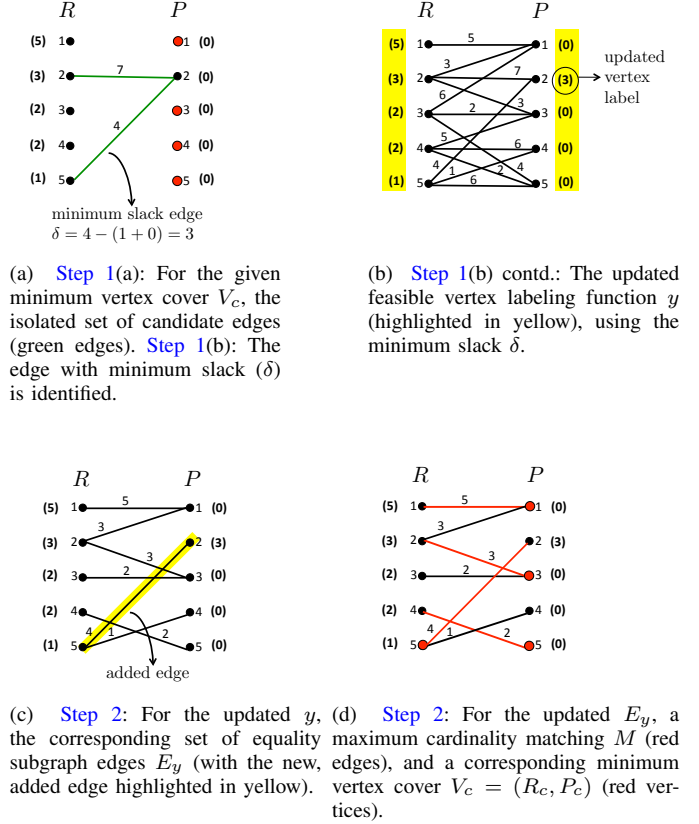 R P
(5) 1 1 (0)
(3) 2 7 2 (0)
(2) 3 3 (0)
4
(2) 4 4 (0)
(1) 5 5 (0)
minimum slack edge
δ = 4 − (1 + 0) = 3
R P
(5) 1 5 1 (0)
3
(3) 2 7 2 (3)
6 3
(2) 3 2 3 (0)
5
(2) 4 6 4 (0)
4 1 2 4
(1) 5 6 5 (0)
updated
vertex
label
(a) Step 1(a): For the given
minimum vertex cover Vc, the
isolated set of candidate edges
(green edges). Step 1(b): The
edge with minimum slack (δ)
is identified.
(b) Step 1(b) contd.: The updated
feasible vertex labeling function y
(highlighted in yellow), using the
minimum slack δ.
R P
(5) 1 5 1 (0)
3
(3) 2 2 (3)
3
(2) 3 2 3 (0)
(2) 4 4 (0)
4 1 2
(1) 5 5 (0)
added edge
R P
(5) 1 5 1 (0)
3
(3) 2 2 (3)
3
(2) 3 2 3 (0)
(2) 4 4 (0)
4 1 2
(1) 5 5 (0)
(c) Step 2: For the updated y,
the corresponding set of equality
subgraph edges Ey (with the new,
added edge highlighted in yellow).
(d) Step 2: For the updated Ey, a
maximum cardinality matching M (red
edges), and a corresponding minimum
vertex cover Vc = (Rc, Pc) (red ver-
tices).